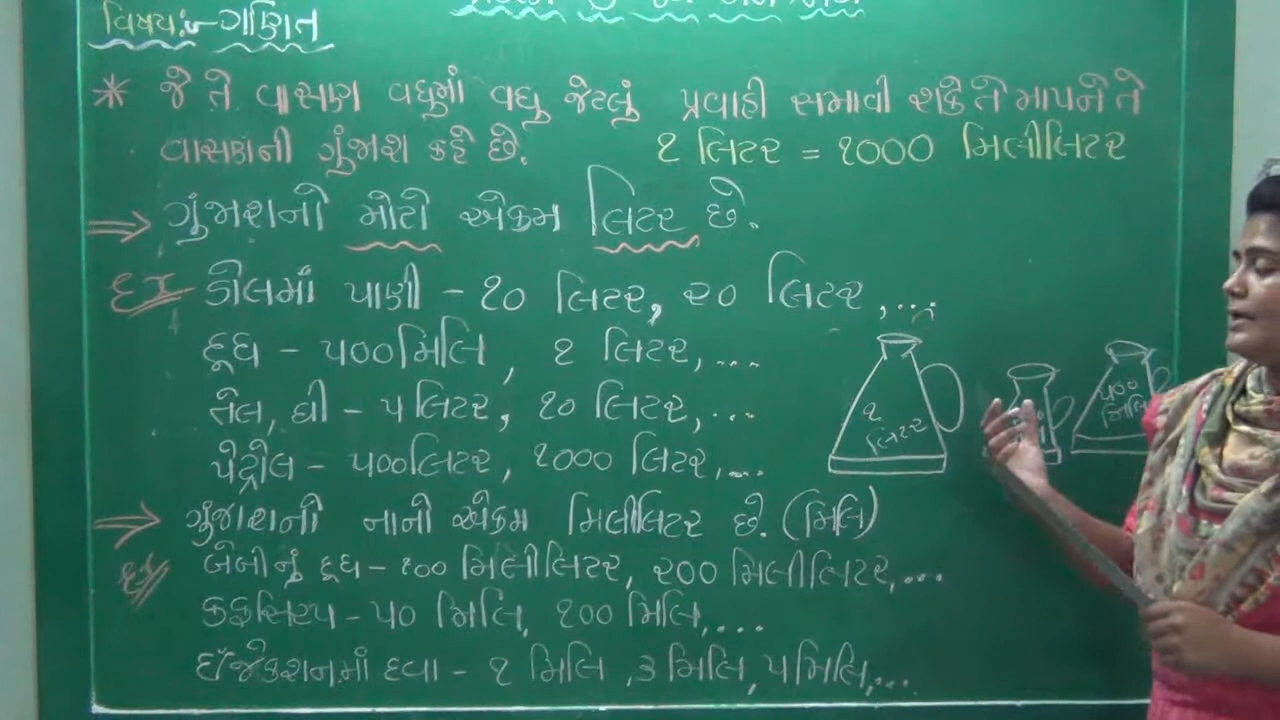 વિષય:- ગણિત
* જે તે વાસણ વધુમાં વધુ જેટલું પ્રવાહી સમાવી શકે તે માપને તે
વાસણની ગુંજાશ કહે છે.
૧ લિટર = ૧૦૦૦ મિલીલિટર
⇒ ગુંજાશનો મોટો એકમ લિટર છે.
દા.ત ડોલમાં પાણી - ૧૦ લિટર, ૨૦ લિટર,...
દૂધ - ૫૦૦મિલિ, ૧ લિટર,...
તેલ, ઘી - ૫ લિટર, ૧૦ લિટર,...
પેટ્રોલ - ૫૦૦લિટર, ૧૦૦૦ લિટર,...
૧ લિટર
૫૦૦ મિલિ
⇒ ગુંજાશનો નાનો એકમ મિલીલિટર છે. (મિલિ)
બેબીનું દૂધ - ૧૦૦ મિલીલિટર, ૨૦૦ મિલીલિટર,...
કફસિરપ - ૫૦ મિલિ, ૧૦૦ મિલિ,...
ઈંજેકશનમાં દવા - ૧ મિલિ, ૩ મિલિ, ૫ મિલિ,...